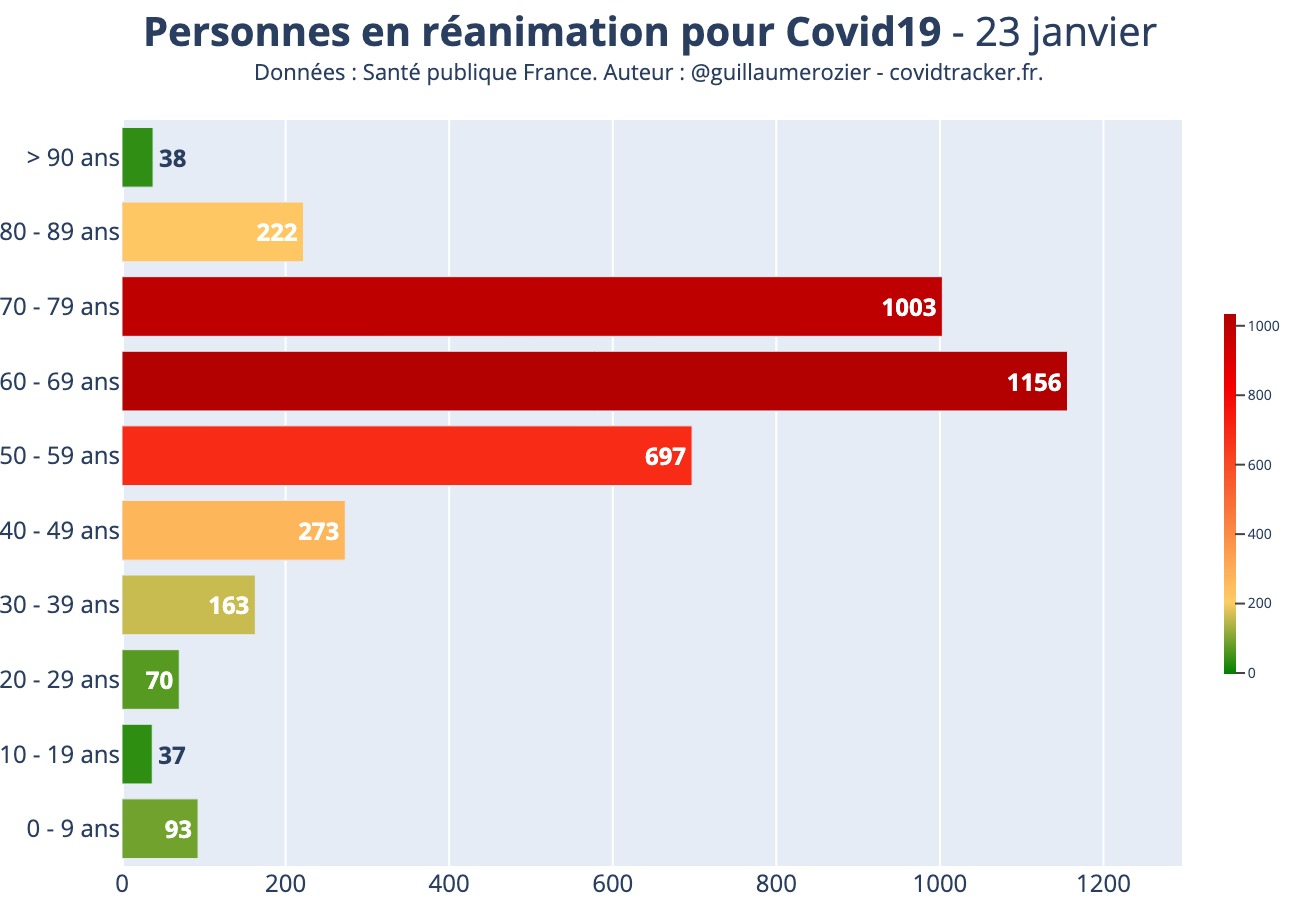 Personnes en réanimation pour Covid19 - 23 janvier
Données : Santé publique France. Auteur : @guillaumerozier - covidtracker.fr.
> 90 ans 38
80 - 89 ans 222
70 - 79 ans 1003
60 - 69 ans 1156
50 - 59 ans 697
40 - 49 ans 273
30 - 39 ans 163
20 - 29 ans 70
10 - 19 ans 37
0 - 9 ans 93
0 200 400 600 800 1000 1200
1000
800
600
400
200
0